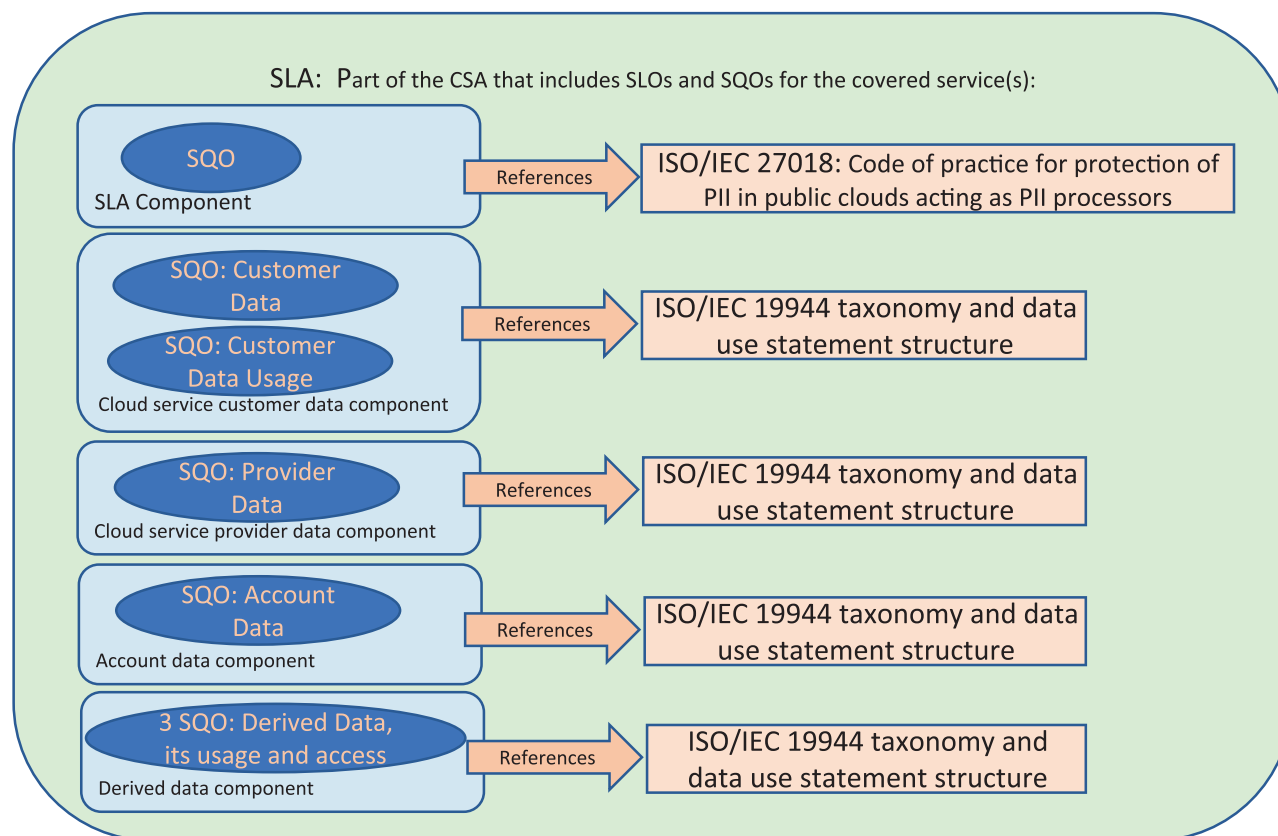 SLA: Part of the CSA that includes SLOs and SQOs for the covered service(s):
SQO
SLA Component
References
ISO/IEC 27018: Code of practice for protection of
PII in public clouds acting as PII processors
SQO: Customer
Data
SQO: Customer
Data Usage
Cloud service customer data component
References
ISO/IEC 19944 taxonomy and data
use statement structure
SQO: Provider
Data
Cloud service provider data component
References
ISO/IEC 19944 taxonomy and data
use statement structure
SQO: Account
Data
Account data component
References
ISO/IEC 19944 taxonomy and data
use statement structure
3 SQO: Derived Data,
its usage and access
Derived data component
References
ISO/IEC 19944 taxonomy and
data use statement structure